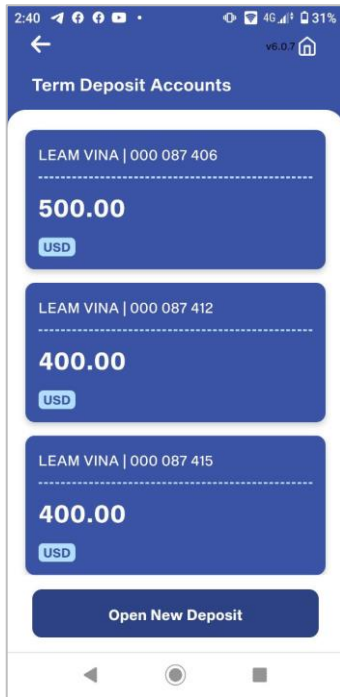 2:40 4G 31%
v6.0.7
Term Deposit Accounts
LEAM VINA | 000 087 406
500.00
USD
LEAM VINA | 000 087 412
400.00
USD
LEAM VINA | 000 087 415
400.00
USD
Open New Deposit